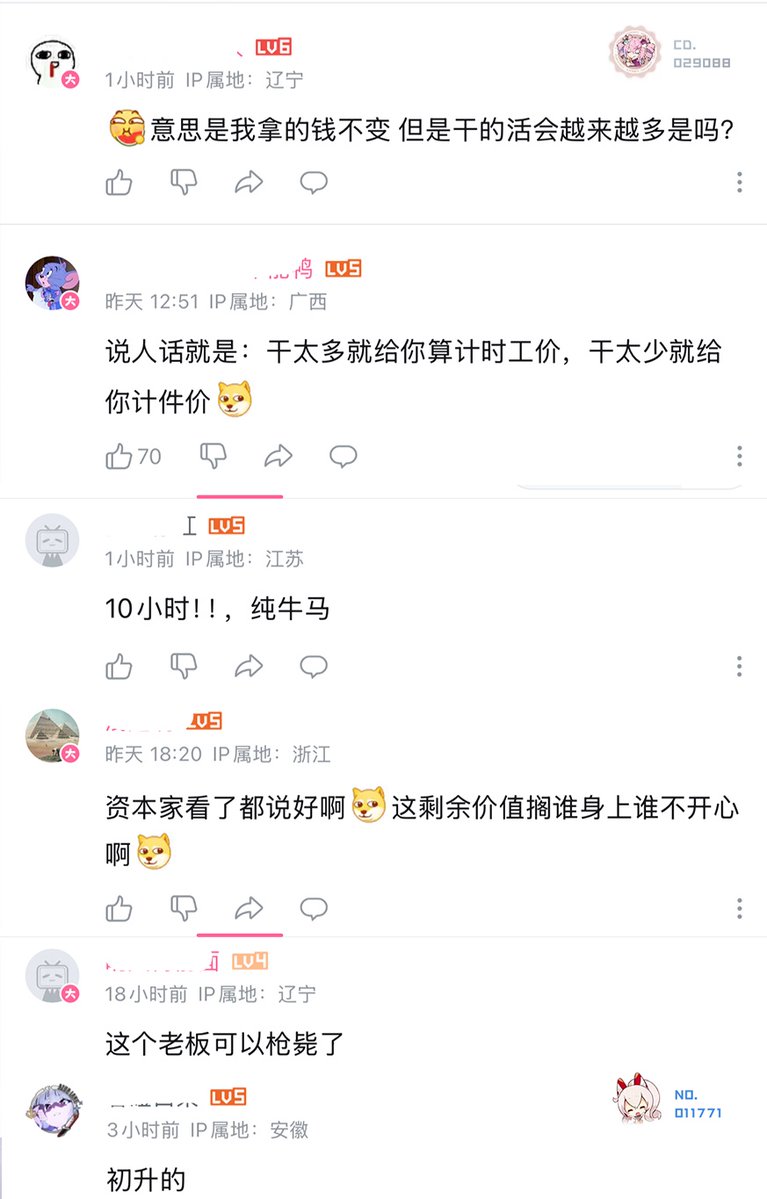 LV6
CD.
029088
1小时前 IP属地：辽宁
意思是我拿的钱不变 但是干的活会越来越多是吗?
鸡 LV5
昨天 12:51 IP属地：广西
说人话就是：干太多就给你算计时工价，干太少就给
你计件价
70
LV5
1小时前 IP属地：江苏
10小时!!，纯牛马
LV5
昨天 18:20 IP属地：浙江
资本家看了都说好啊 这剩余价值搁谁身上谁不开心
啊
LV4
18小时前 IP属地：辽宁
这个老板可以枪毙了
LV5
NO.
011771
3小时前 IP属地：安徽
初升的